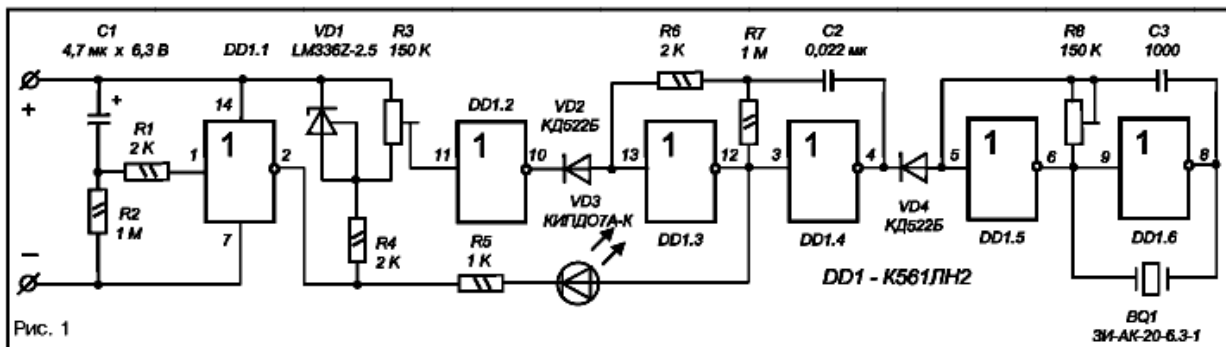 C1
4,7 мк x 6,3 В
DD1.1
VD1
LM336Z-2.5
R3
150 K
R6
2 K
R7
1 M
C2
0,022 мк
R8
150 K
C3
1000
+
+
14
R1
2 K
1
1
2
7
R2
1 M
–
R4
2 K
R5
1 K
DD1.2
11
1
10
VD2
КД522Б
VD3
КИПДО7А-К
13
1
12
DD1.3
3
1
4
DD1.4
VD4
КД522Б
5
1
6
DD1.5
9
1
8
DD1.6
DD1 - К561ЛН2
BQ1
ЗИ-АК-20-6.3-1
Рис. 1